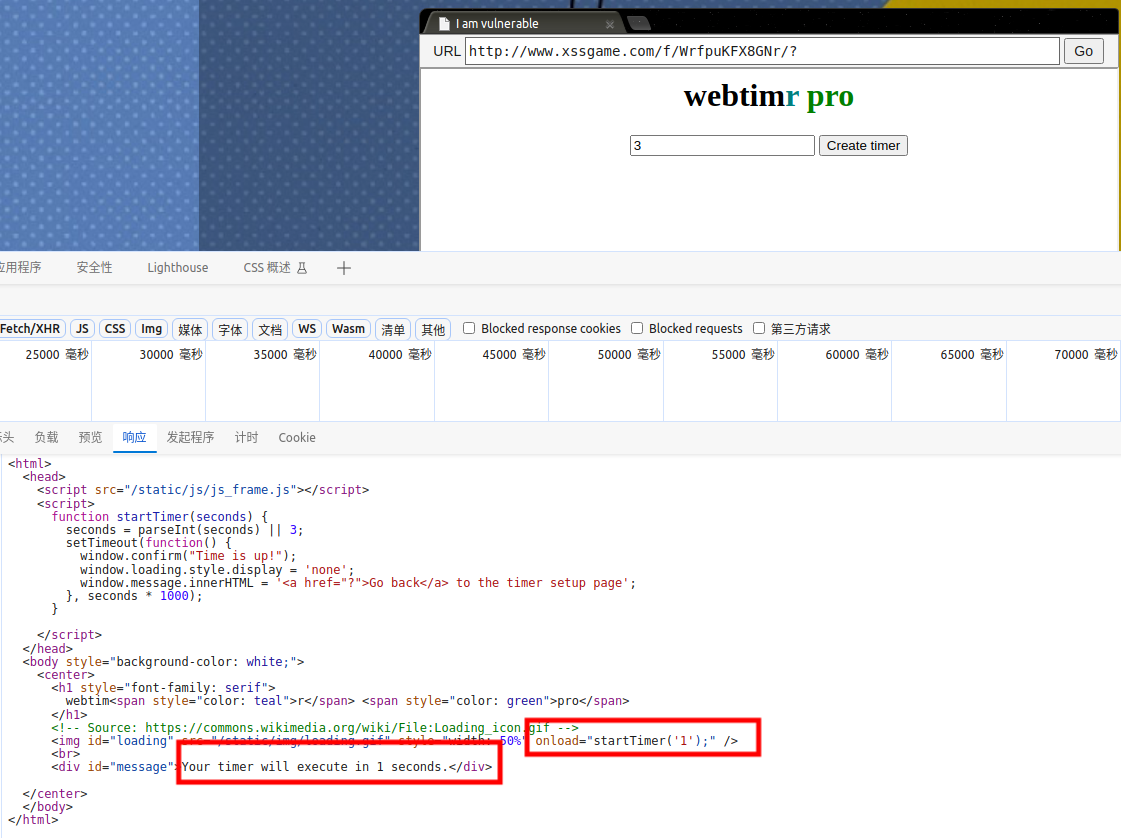 I am vulnerable
URL http://www.xssgame.com/f/WrfpuKFX8GNr/? Go
webtimr pro
3 Create timer
应用程序 安全性 Lighthouse CSS 概述
Fetch/XHR JS CSS Img 媒体 字体 文档 WS Wasm 清单 其他 Blocked response cookies Blocked requests 第三方请求
25000 毫秒 30000 毫秒 35000 毫秒 40000 毫秒 45000 毫秒 50000 毫秒 55000 毫秒 60000 毫秒 65000 毫秒 70000 毫秒
头 负载 预览 响应 发起程序 计时 Cookie
<html>
<head>
<script src="/static/js/js_frame.js"></script>
<script>
function startTimer(seconds) {
seconds = parseInt(seconds) || 3;
setTimeout(function() {
window.confirm("Time is up!");
window.loading.style.display = 'none';
window.message.innerHTML = '<a href="?">Go back</a> to the timer setup page';
}, seconds * 1000);
}
</script>
</head>
<body style="background-color: white;">
<center>
<h1 style="font-family: serif">
webtim<span style="color: teal">r</span> <span style="color: green">pro</span>
</h1>
<!-- Source: https://commons.wikimedia.org/wiki/File:Loading_icon.gif -->
<img id="loading" src="/static/img/loading.gif" style="width: 50%" onload="startTimer('1');" />
<br>
<div id="message">Your timer will execute in 1 seconds.</div>
</center>
</body>
</html>